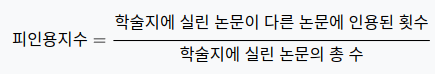 피인용지수 = 학술지에 실린 논문이 다른 논문에 인용된 횟수
학술지에 실린 논문의 총 수